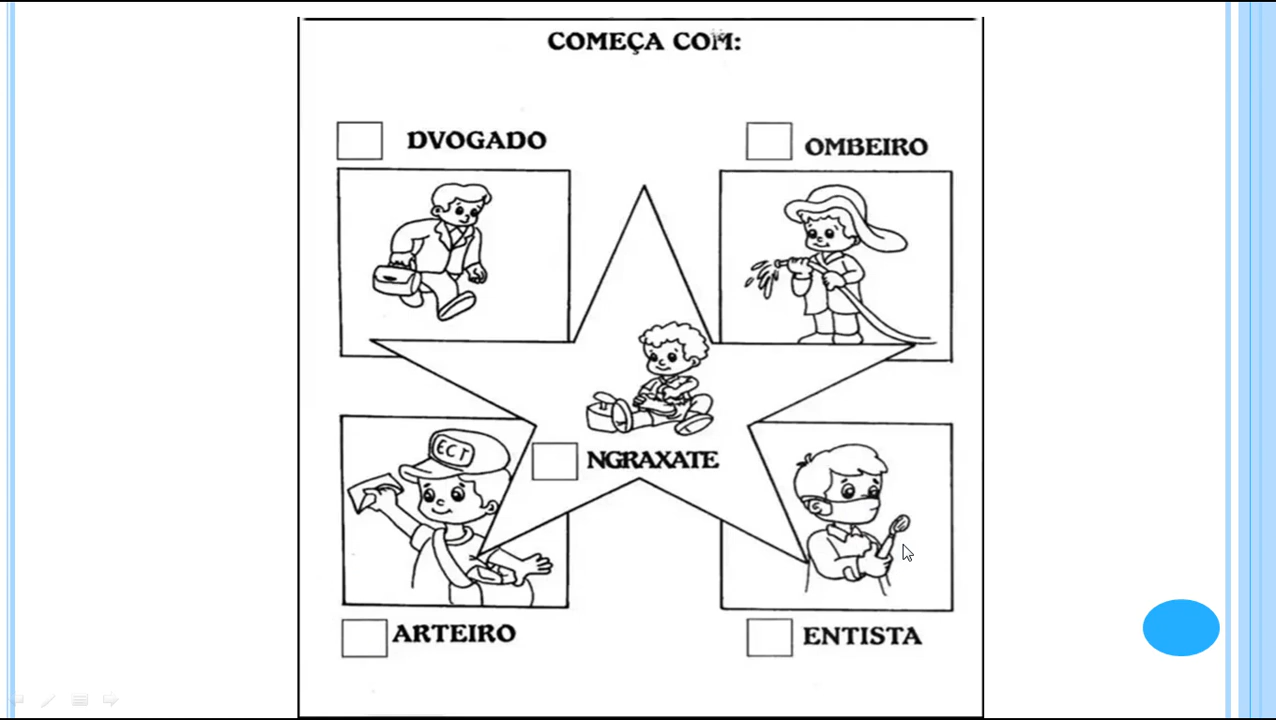 COMEÇA COM:
DVOGADO
OMBEIRO
ECT
NGRAXATE
ARTEIRO
ENTISTA